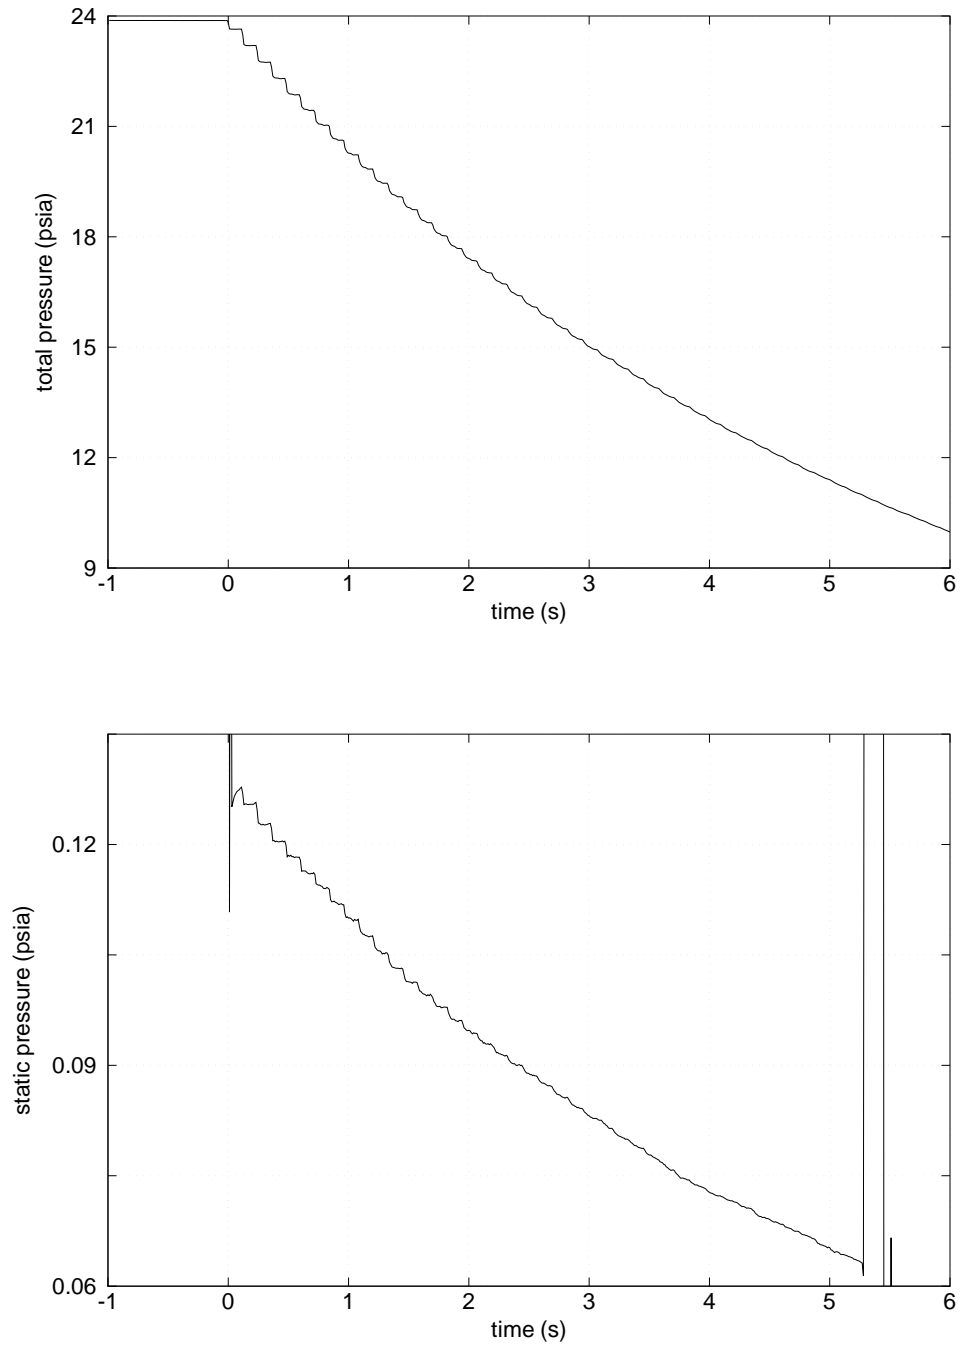 24
21
18
15
12
9
total pressure (psia)
-1 0 1 2 3 4 5 6
time (s)
0.12
0.09
0.06
static pressure (psia)
-1 0 1 2 3 4 5 6
time (s)